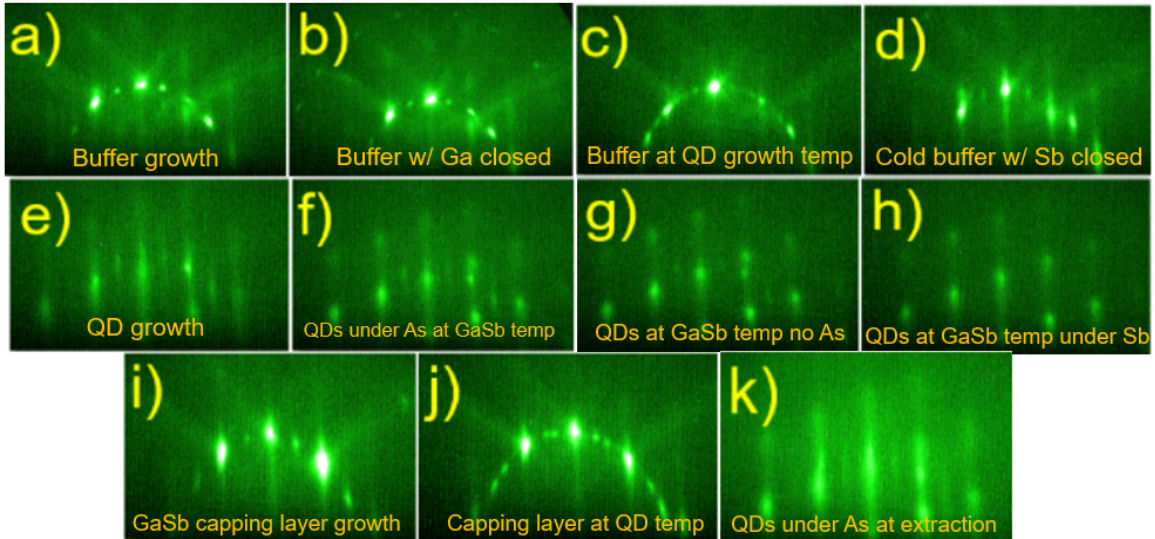 a)
Buffer growth
b)
Buffer w/ Ga closed
c)
Buffer at QD growth temp
d)
Cold buffer w/ Sb closed
e)
QD growth
f)
QDs under As at GaSb temp
g)
QDs at GaSb temp no As
h)
QDs at GaSb temp under Sb
i)
GaSb capping layer growth
j)
Capping layer at QD temp
k)
QDs under As at extraction